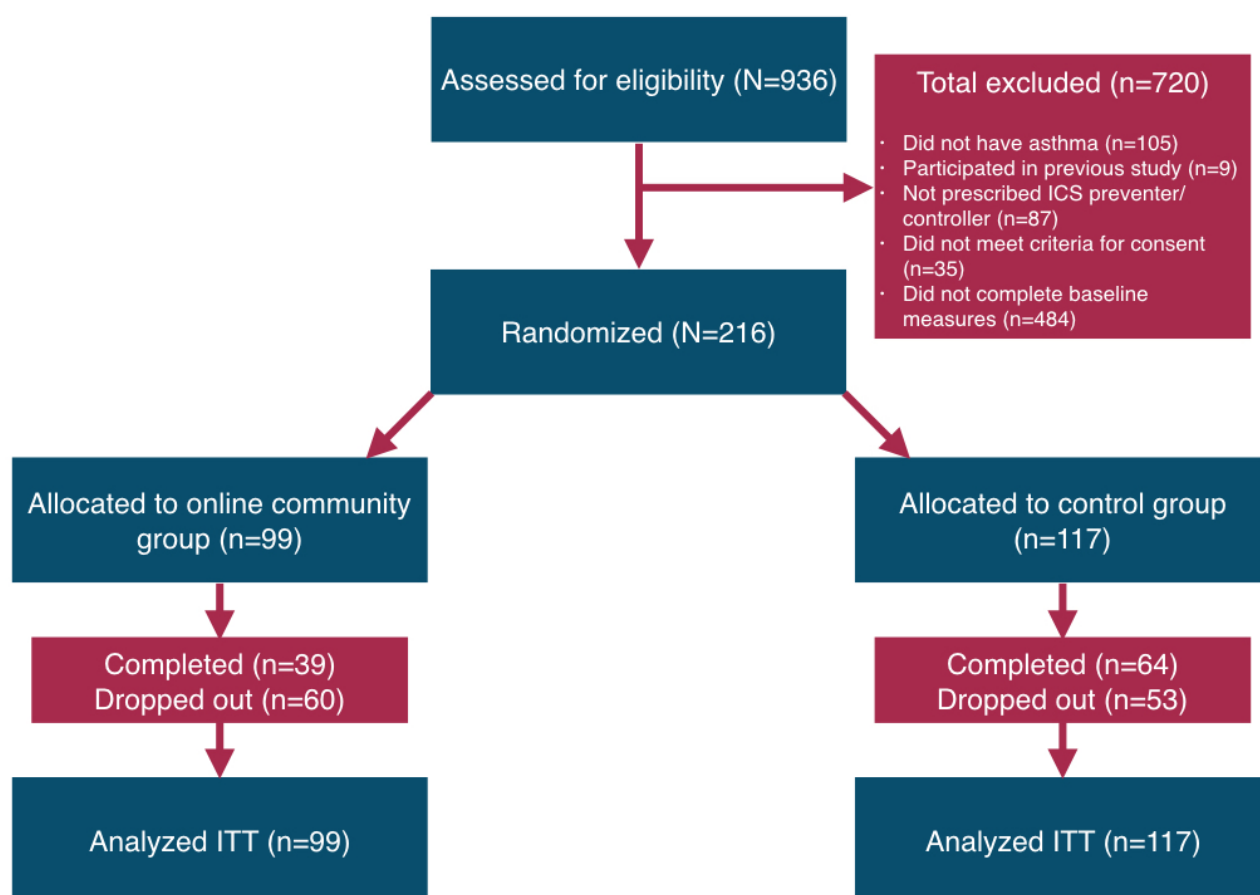 Assessed for eligibility (N=936)
Total excluded (n=720)
· Did not have asthma (n=105)
· Participated in previous study (n=9)
· Not prescribed ICS preventer/
controller (n=87)
· Did not meet criteria for consent
(n=35)
· Did not complete baseline
measures (n=484)
Randomized (N=216)
Allocated to online community
group (n=99)
Allocated to control group
(n=117)
Completed (n=39)
Dropped out (n=60)
Completed (n=64)
Dropped out (n=53)
Analyzed ITT (n=99)
Analyzed ITT (n=117)